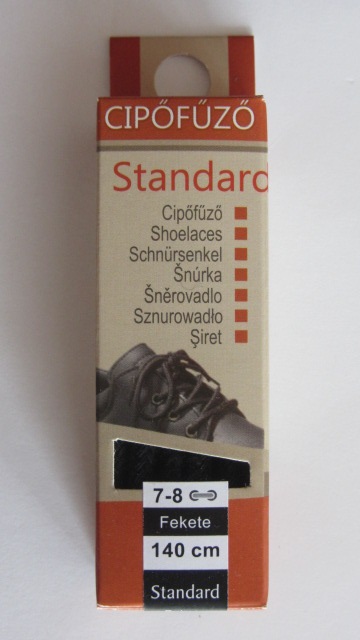 CIPŐFŰZŐ
Standard
Cipőfűző
Shoelaces
Schnürsenkel
Šnúrka
Šněrovadlo
Sznurowadło
Şiret
7-8
Fekete
140 cm
Standard